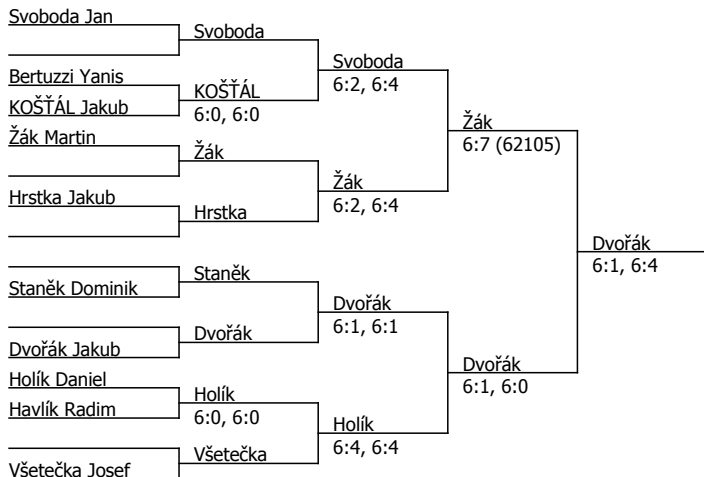 Svoboda Jan
Bertuzzi Yanis
KOŠŤÁL Jakub
Žák Martin
Hrstka Jakub
Staněk Dominik
Dvořák Jakub
Holík Daniel
Havlík Radim
Všetečka Josef
Svoboda
KOŠŤÁL
6:0, 6:0
Žák
Hrstka
Staněk
Dvořák
Holík
6:0, 6:0
Všetečka
Svoboda
6:2, 6:4
Žák
6:2, 6:4
Dvořák
6:1, 6:1
Holík
6:4, 6:4
Žák
6:7 (62105)
Dvořák
6:1, 6:0
Dvořák
6:1, 6:4